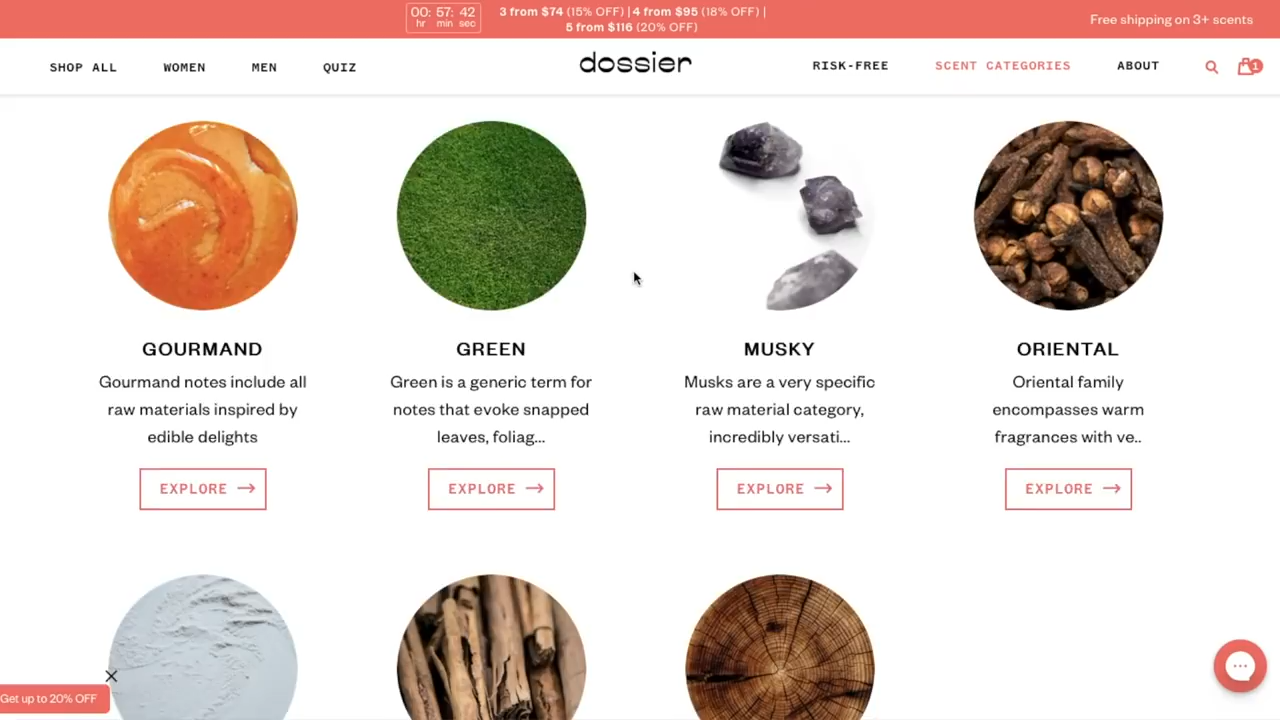 00: 57: 42
hr min sec
3 from $74 (15% OFF) | 4 from $95 (18% OFF) |
5 from $116 (20% OFF)
Free shipping on 3+ scents
SHOP ALL
WOMEN
MEN
QUIZ
dossier
RISK-FREE
SCENT CATEGORIES
ABOUT
1
GOURMAND
Gourmand notes include all
raw materials inspired by
edible delights
EXPLORE →
GREEN
Green is a generic term for
notes that evoke snapped
leaves, foliag...
EXPLORE →
MUSKY
Musks are a very specific
raw material category,
incredibly versati...
EXPLORE →
ORIENTAL
Oriental family
encompasses warm
fragrances with ve..
EXPLORE →
Get up to 20% OFF